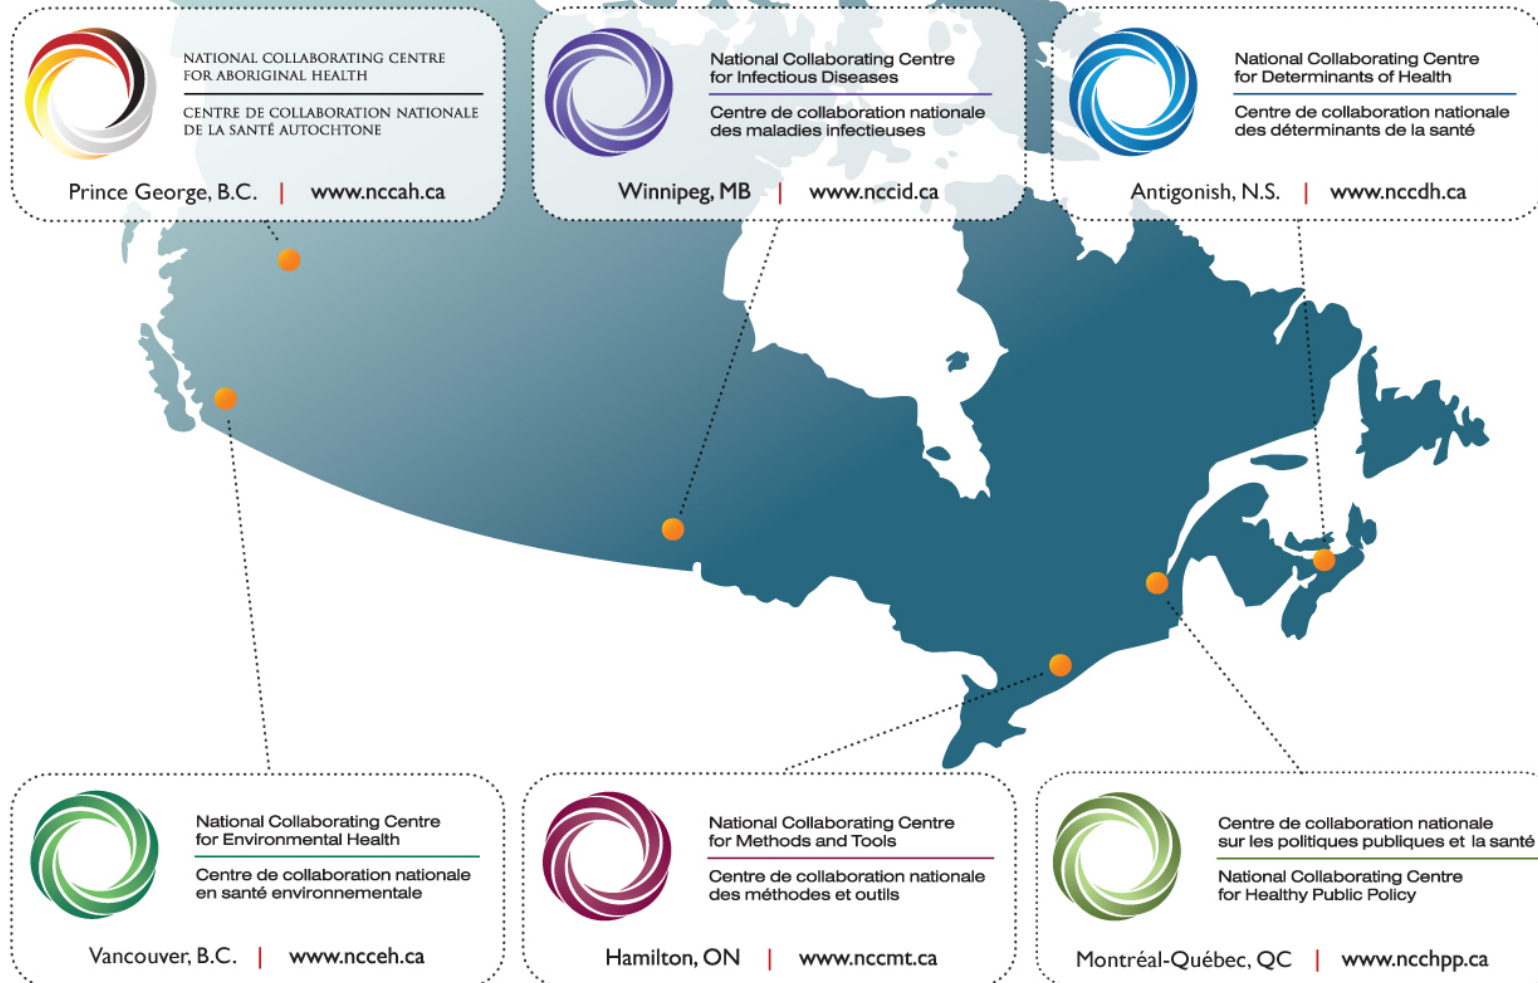 NATIONAL COLLABORATING CENTRE
FOR ABORIGINAL HEALTH
CENTRE DE COLLABORATION NATIONALE
DE LA SANTÉ AUTOCHTONE
Prince George, B.C. | www.nccah.ca
National Collaborating Centre
for Infectious Diseases
Centre de collaboration nationale
des maladies infectieuses
Winnipeg, MB | www.nccid.ca
National Collaborating Centre
for Determinants of Health
Centre de collaboration nationale
des déterminants de la santé
Antigonish, N.S. | www.nccdh.ca
National Collaborating Centre
for Environmental Health
Centre de collaboration nationale
en santé environnementale
Vancouver, B.C. | www.ncceh.ca
National Collaborating Centre
for Methods and Tools
Centre de collaboration nationale
des méthodes et outils
Hamilton, ON | www.nccmt.ca
Centre de collaboration nationale
sur les politiques publiques et la santé
National Collaborating Centre
for Healthy Public Policy
Montréal-Québec, QC | www.ncchpp.ca